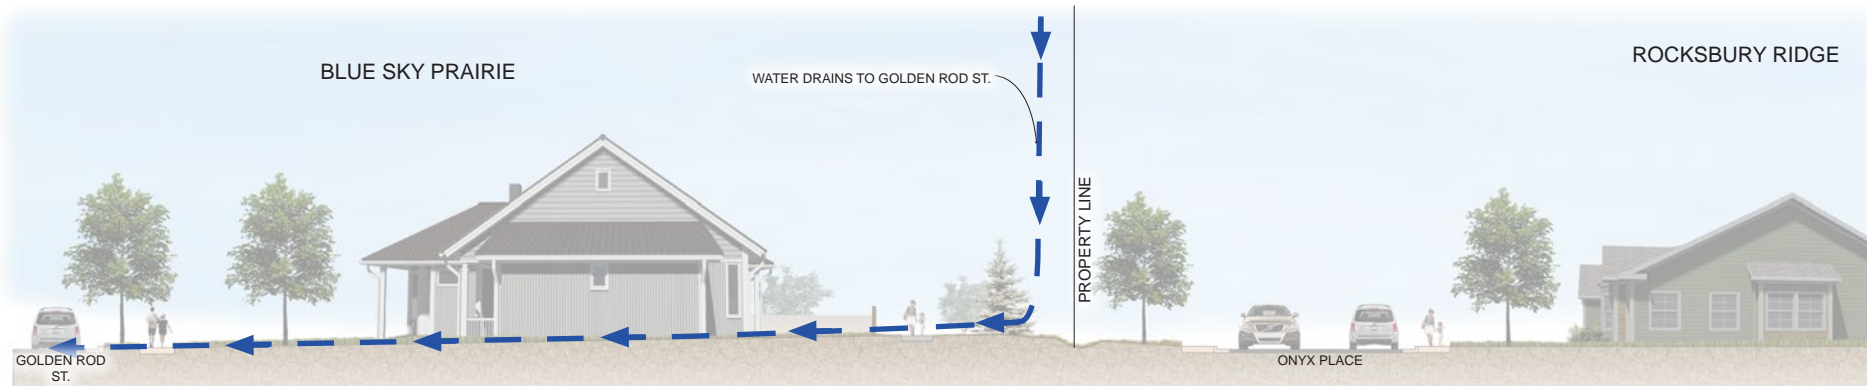 BLUE SKY PRAIRIE
WATER DRAINS TO GOLDEN ROD ST.
ROCKSBURY RIDGE
PROPERTY LINE
GOLDEN ROD
ST.
ONYX PLACE